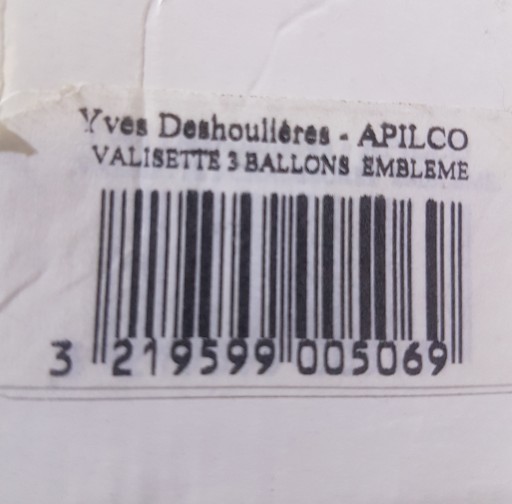 Yves Deshoulières - APILCO
VALISETTE 3 BALLONS EMBLEME
3 219599 005069